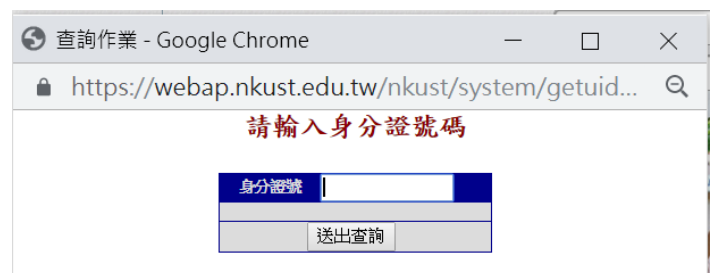 查詢作業 - Google Chrome
https://webap.nkust.edu.tw/nkust/system/getuid...
請輸入身分證號碼
身分證號
送出查詢